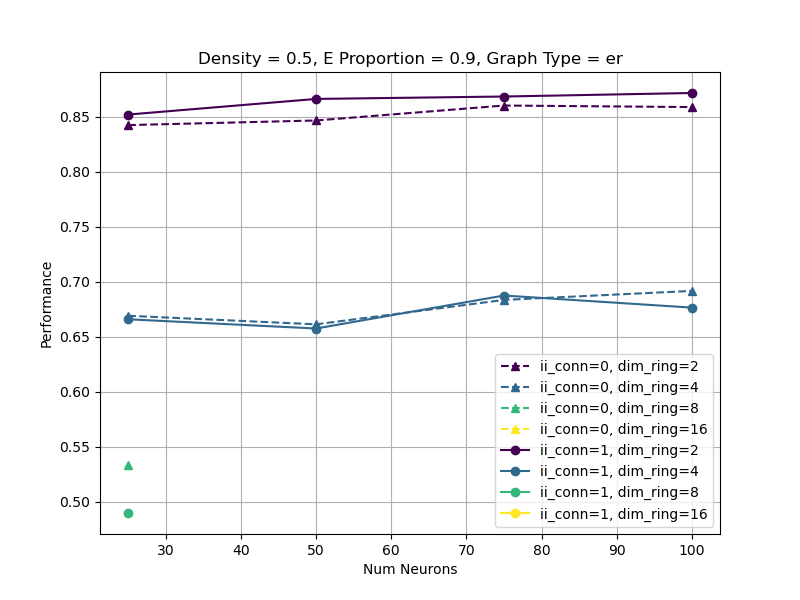 Density = 0.5, E Proportion = 0.9, Graph Type = er
0.85
0.80
0.75
0.70
0.65
0.60
0.55
0.50
Performance
30
40
50
60
70
80
90
100
Num Neurons
ii_conn=0, dim_ring=2
ii_conn=0, dim_ring=4
ii_conn=0, dim_ring=8
ii_conn=0, dim_ring=16
ii_conn=1, dim_ring=2
ii_conn=1, dim_ring=4
ii_conn=1, dim_ring=8
ii_conn=1, dim_ring=16